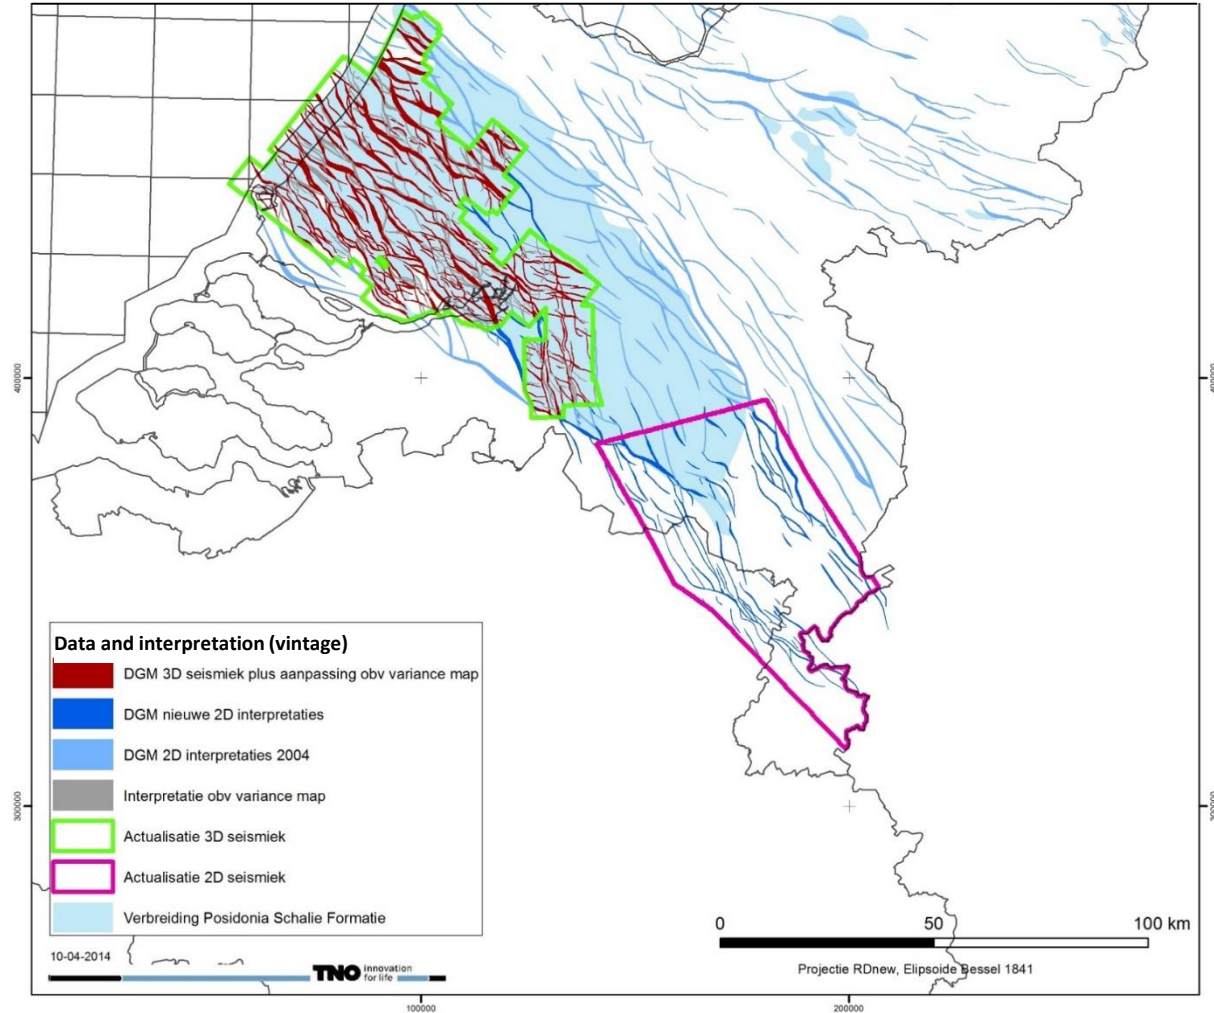 400000
400000
Data and interpretation (vintage)
DGM 3D seismiek plus aanpassing obv variance map
DGM nieuwe 2D interpretaties
DGM 2D interpretaties 2004
Interpretatie obv variance map
Actualisatie 3D seismiek
Actualisatie 2D seismiek
Verbreiding Posidonia Schalie Formatie
300000
300000
0 50 100 km
10-04-2014
TNO innovation
for life
Projectie RDnew, Elipsoide Bessel 1841
100000
200000